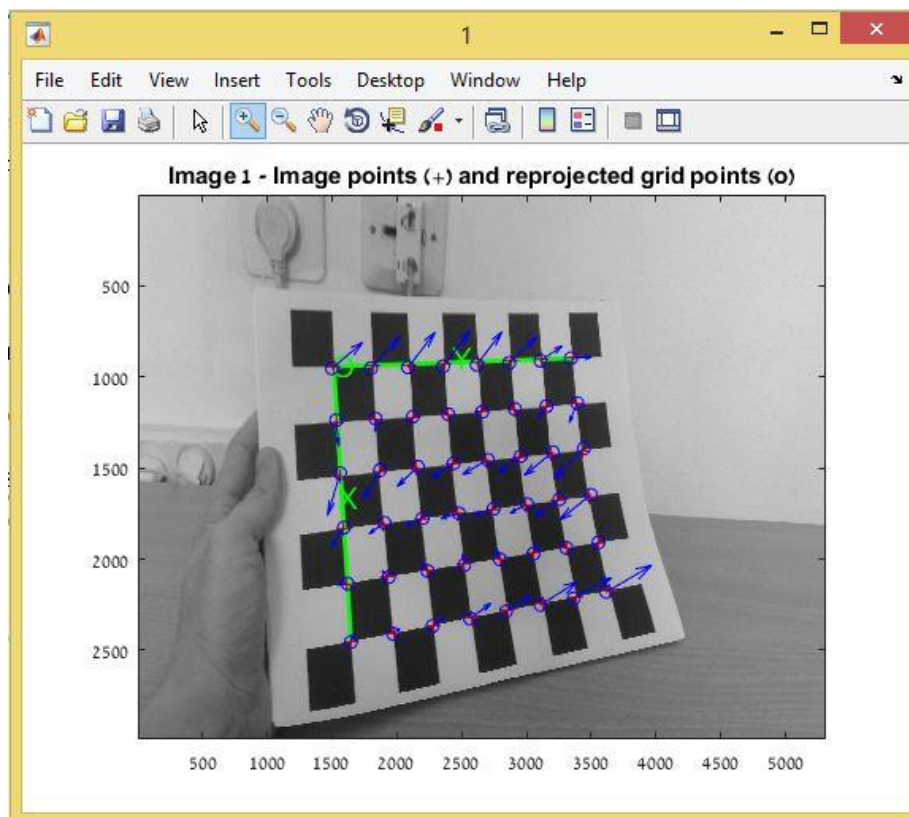 1
File Edit View Insert Tools Desktop Window Help
Image 1 - Image points (+) and reprojected grid points (o)
500
1000
1500
2000
2500
O
Y
X
500 1000 1500 2000 2500 3000 3500 4000 4500 5000